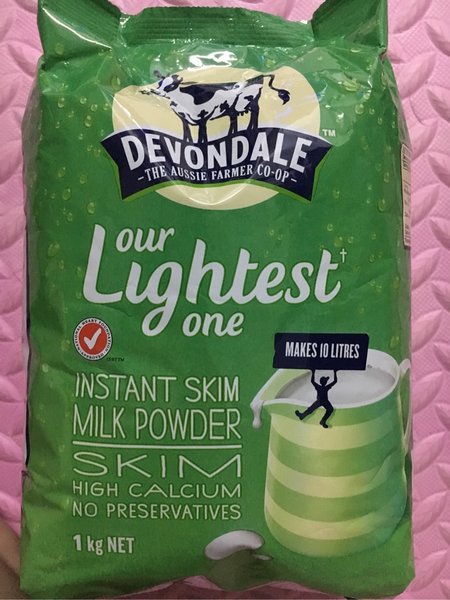 DEVONDALE™
-THE AUSSIE FARMER CO-OP-
our
Lightest†
one
MAKES 10 LITRES
INSTANT SKIM
MILK POWDER
SKIM
HIGH CALCIUM
NO PRESERVATIVES
1 kg NET